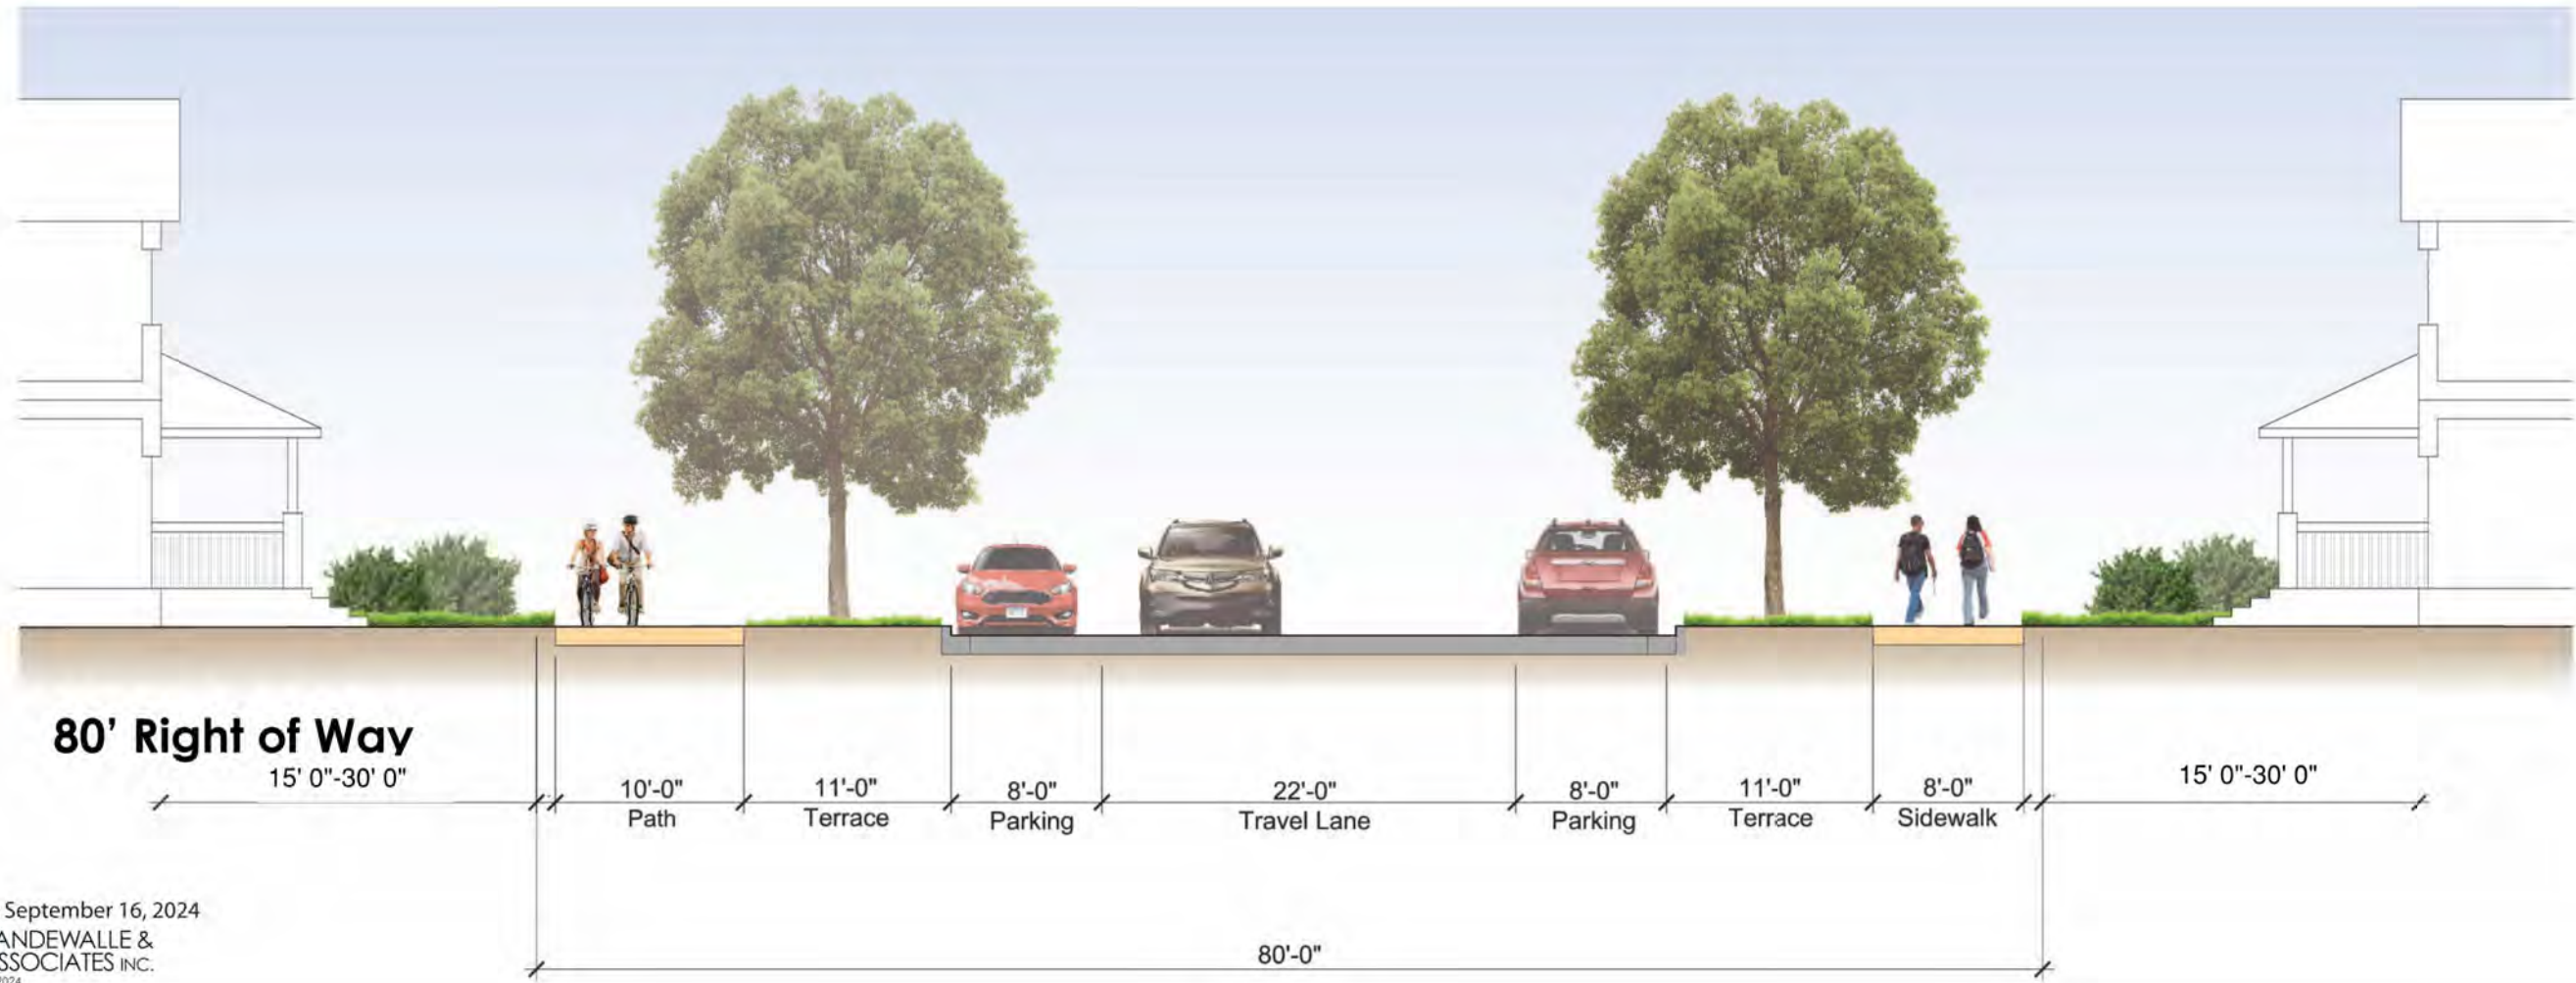 80’ Right of Way
15' 0"-30' 0"
10'-0"
Path
11'-0"
Terrace
8'-0"
Parking
22'-0"
Travel Lane
8'-0"
Parking
11'-0"
Terrace
8'-0"
Sidewalk
15' 0"-30' 0"
80'-0"
September 16, 2024
ANDEWALLE &
SSOCIATES INC.
2024